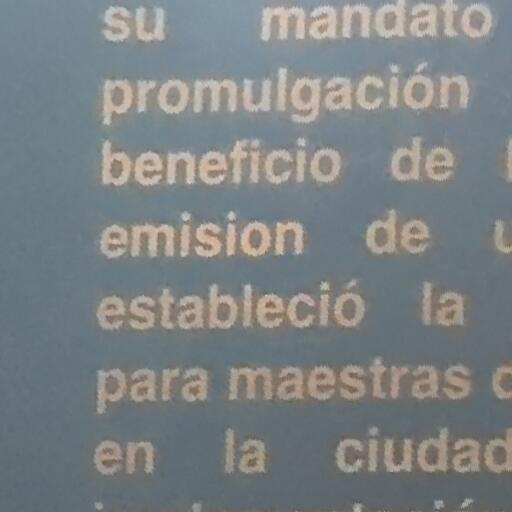 su mandato
promulgación
beneficio de
emision de
estableció la
para maestras
en la ciudad